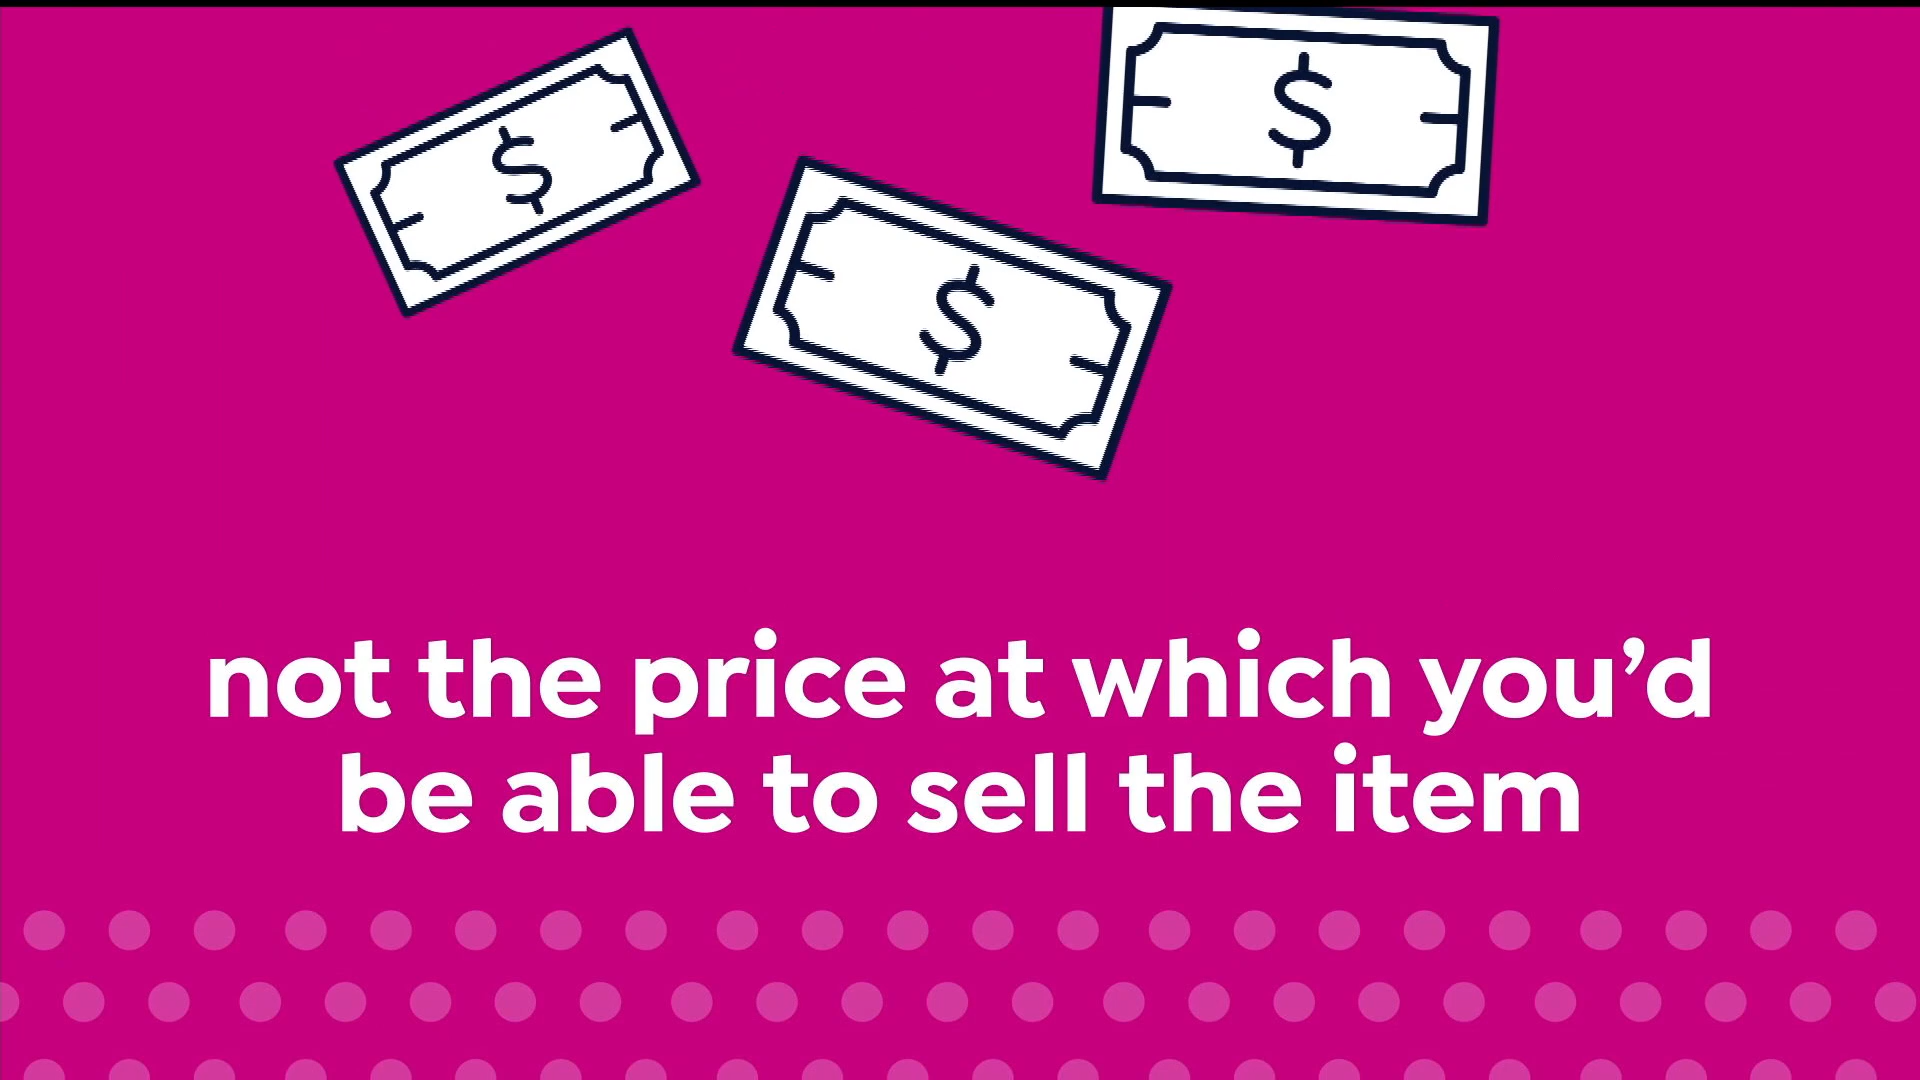 $
$
$
not the price at which you’d
be able to sell the item